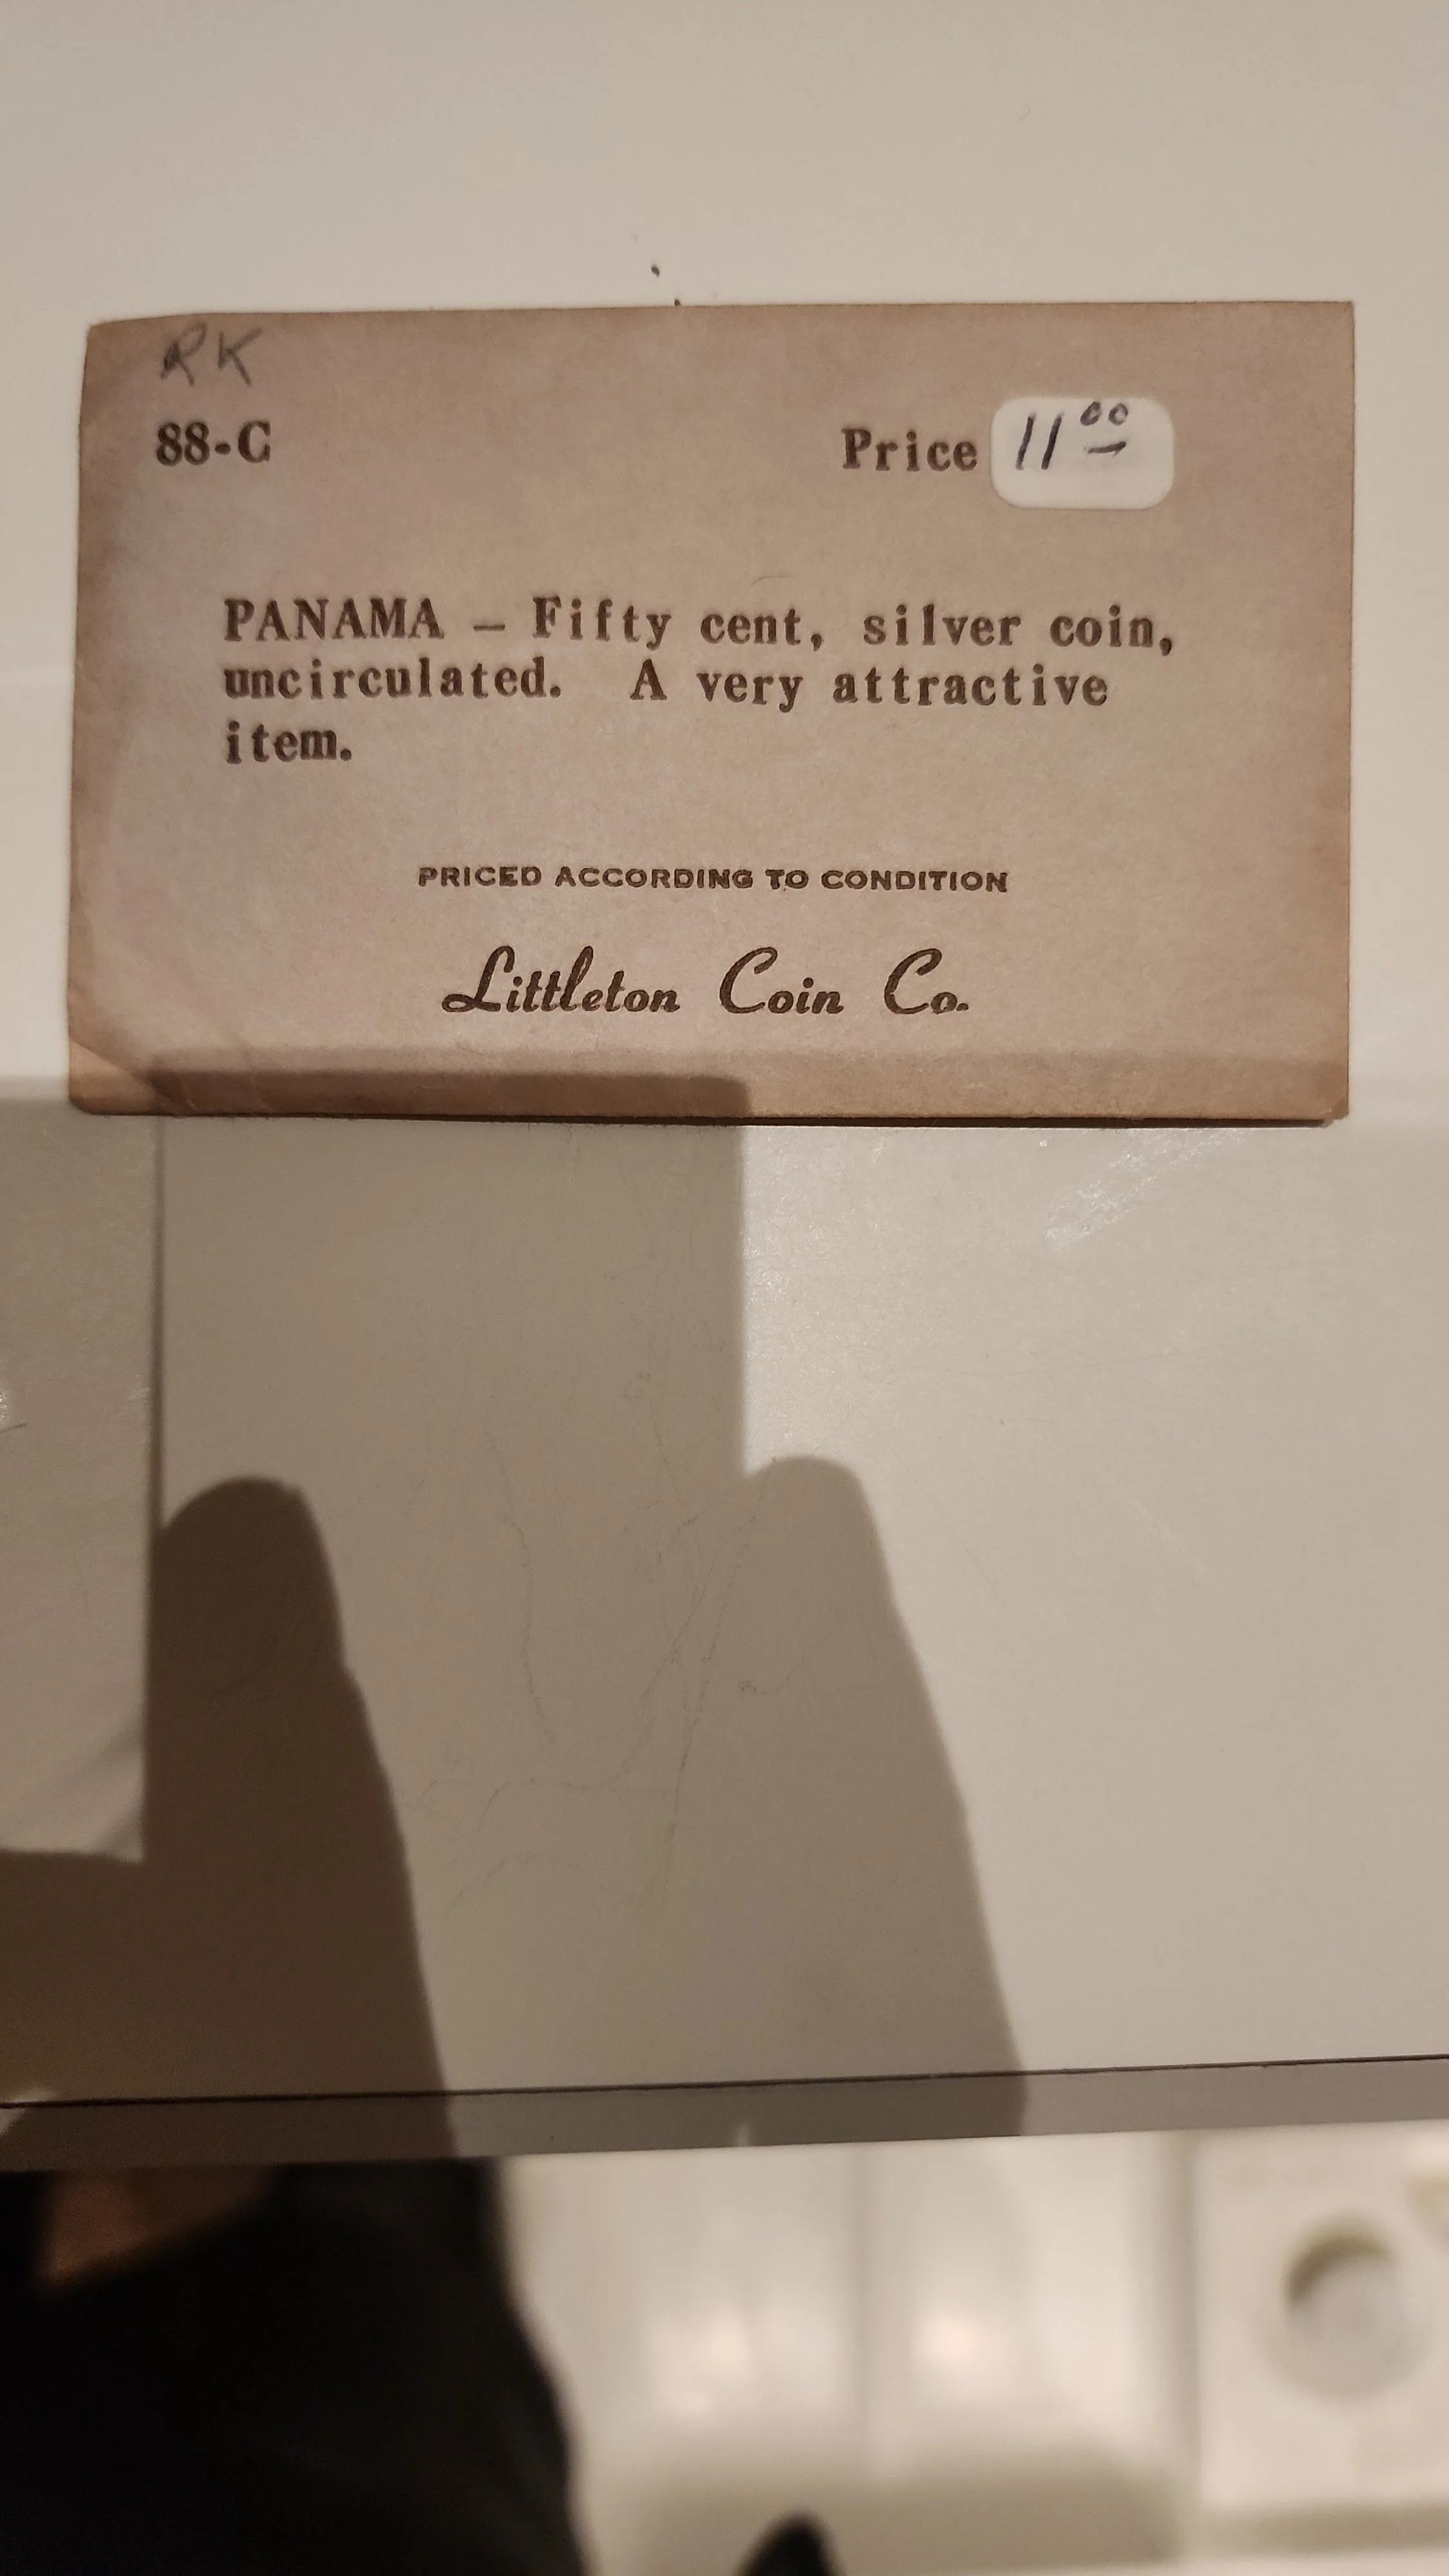 RK
88-C Price 11 00
PANAMA – Fifty cent, silver coin,
uncirculated. A very attractive
item.
PRICED ACCORDING TO CONDITION
Littleton Coin Co.